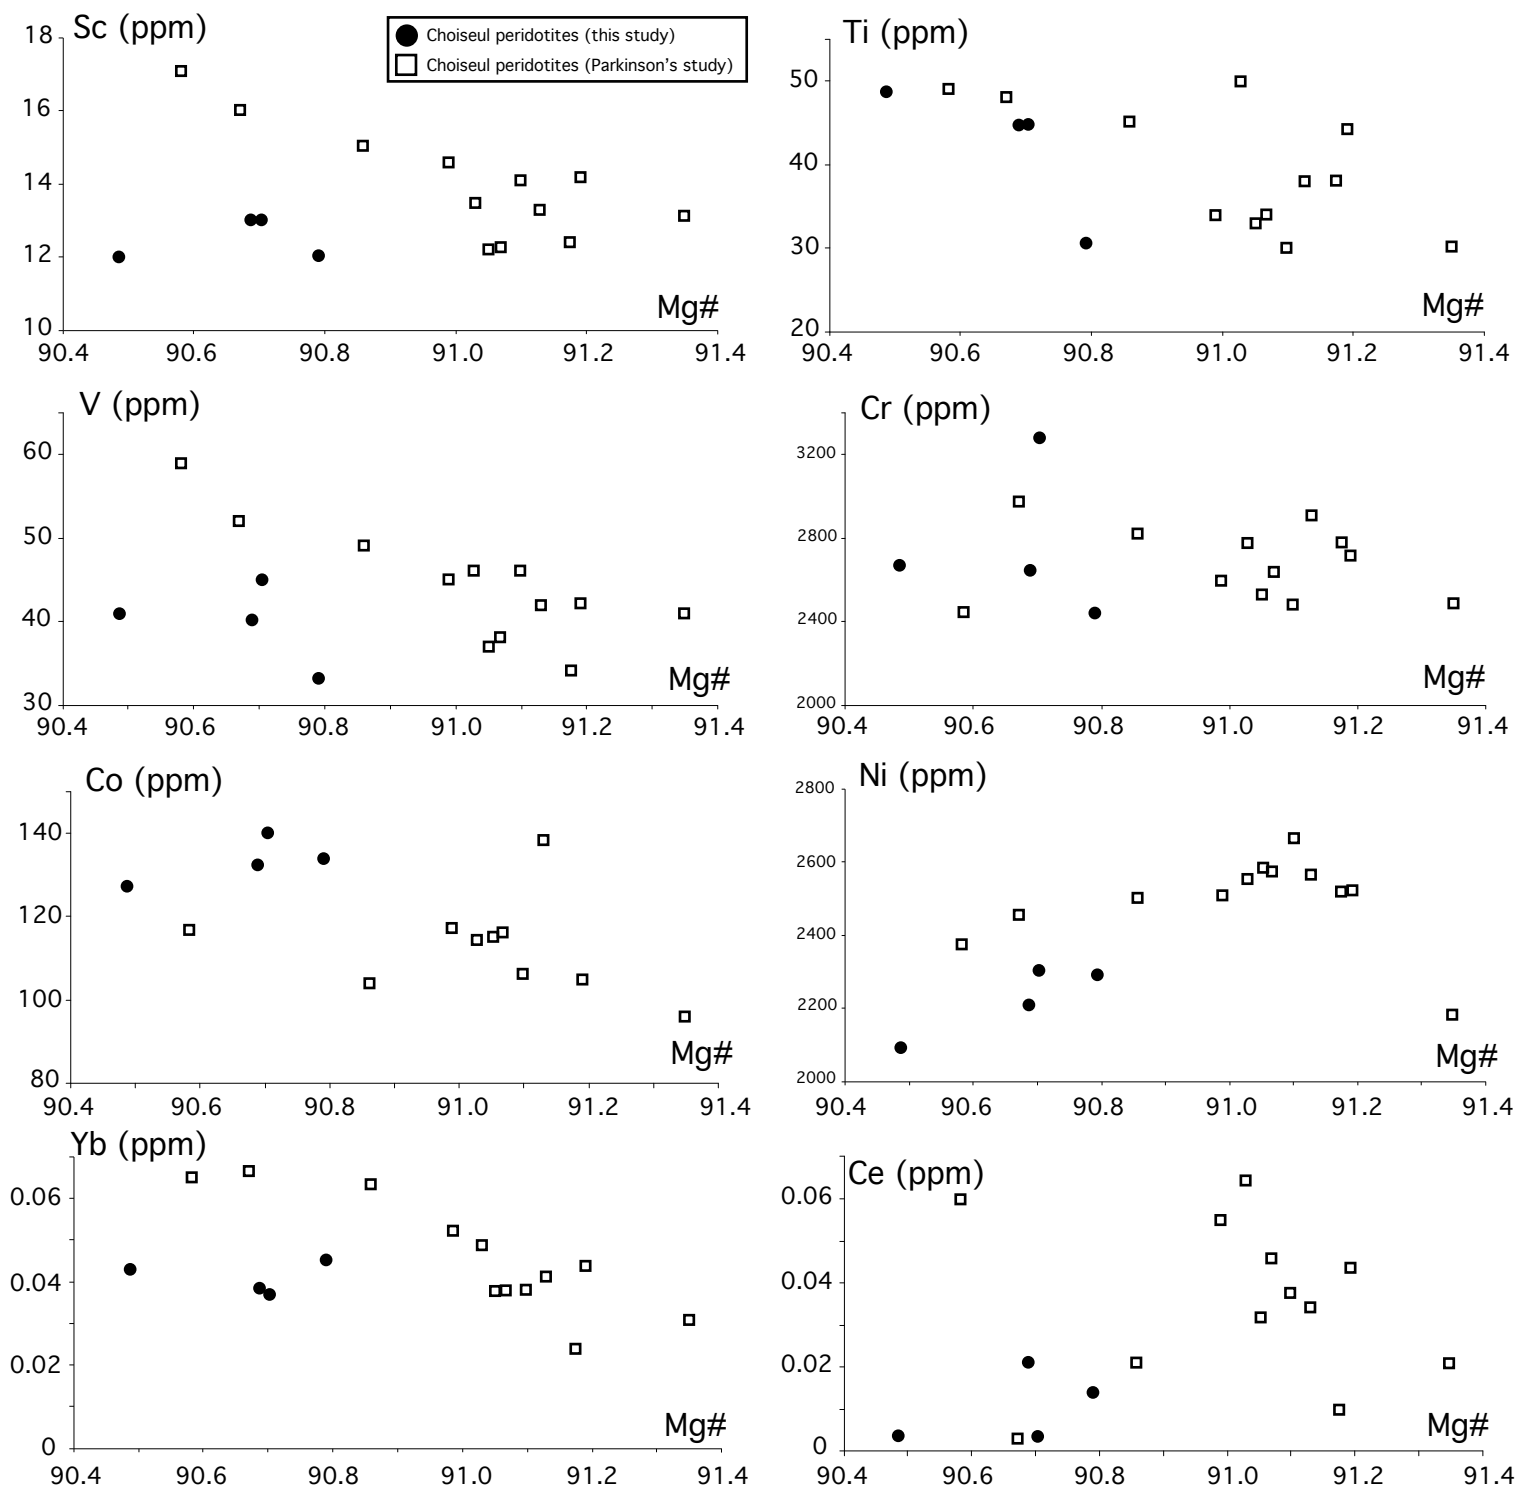 Sc (ppm)
Choiseul peridotites (this study)
Choiseul peridotites (Parkinson's study)
18
16
14
12
10
Mg#
90.4 90.6 90.8 91.0 91.2 91.4
Ti (ppm)
50
40
30
20
Mg#
90.4 90.6 90.8 91.0 91.2 91.4
V (ppm)
60
50
40
30
Mg#
90.4 90.6 90.8 91.0 91.2 91.4
Cr (ppm)
3200
2800
2400
2000
Mg#
90.4 90.6 90.8 91.0 91.2 91.4
Co (ppm)
140
120
100
80
Mg#
90.4 90.6 90.8 91.0 91.2 91.4
Ni (ppm)
2800
2600
2400
2200
2000
Mg#
90.4 90.6 90.8 91.0 91.2 91.4
Yb (ppm)
0.06
0.04
0.02
0
Mg#
90.4 90.6 90.8 91.0 91.2 91.4
Ce (ppm)
0.06
0.04
0.02
0
Mg#
90.4 90.6 90.8 91.0 91.2 91.4